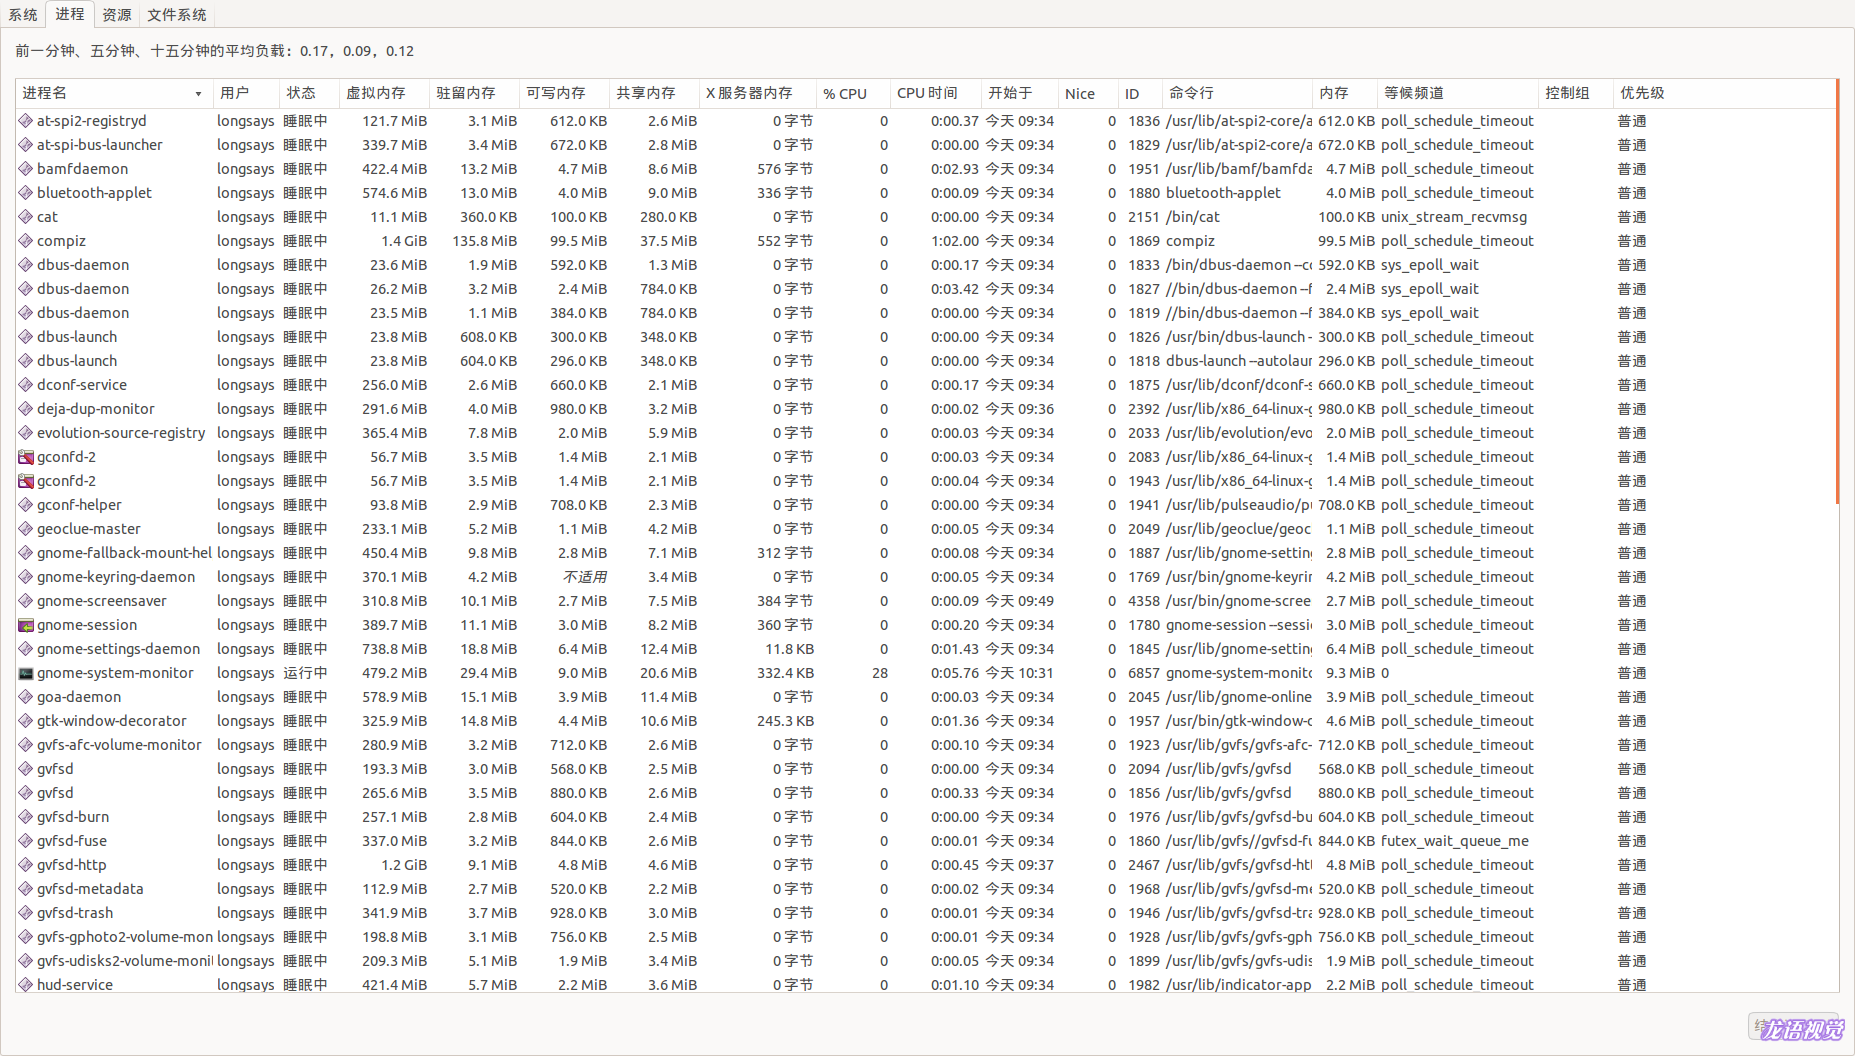 系统 进程 资源 文件系统
前一分钟、五分钟、十五分钟的平均负载：0.17，0.09，0.12
进程名 用户 状态 虚拟内存 驻留内存 可写内存 共享内存 X 服务器内存 % CPU CPU 时间 开始于 Nice ID 命令行 内存 等候频道 控制组 优先级
at-spi2-registryd longsays 睡眠中 121.7 MiB 3.1 MiB 612.0 KB 2.6 MiB 0 字节 0 0:00.37 今天 09:34 0 1836 /usr/lib/at-spi2-core/a 612.0 KB poll_schedule_timeout 普通
at-spi-bus-launcher longsays 睡眠中 339.7 MiB 3.4 MiB 672.0 KB 2.8 MiB 0 字节 0 0:00.00 今天 09:34 0 1829 /usr/lib/at-spi2-core/a 672.0 KB poll_schedule_timeout 普通
bamfdaemon longsays 睡眠中 422.4 MiB 13.2 MiB 4.7 MiB 8.6 MiB 576 字节 0 0:02.93 今天 09:34 0 1951 /usr/lib/bamf/bamfda 4.7 MiB poll_schedule_timeout 普通
bluetooth-applet longsays 睡眠中 574.6 MiB 13.0 MiB 4.0 MiB 9.0 MiB 336 字节 0 0:00.09 今天 09:34 0 1880 bluetooth-applet 4.0 MiB poll_schedule_timeout 普通
cat longsays 睡眠中 11.1 MiB 360.0 KB 100.0 KB 280.0 KB 0 字节 0 0:00.00 今天 09:34 0 2151 /bin/cat 100.0 KB unix_stream_recvmsg 普通
compiz longsays 睡眠中 1.4 GiB 135.8 MiB 99.5 MiB 37.5 MiB 552 字节 0 1:02.00 今天 09:34 0 1869 compiz 99.5 MiB poll_schedule_timeout 普通
dbus-daemon longsays 睡眠中 23.6 MiB 1.9 MiB 592.0 KB 1.3 MiB 0 字节 0 0:00.17 今天 09:34 0 1833 /bin/dbus-daemon --co 592.0 KB sys_epoll_wait 普通
dbus-daemon longsays 睡眠中 26.2 MiB 3.2 MiB 2.4 MiB 784.0 KB 0 字节 0 0:03.42 今天 09:34 0 1827 //bin/dbus-daemon --f 2.4 MiB sys_epoll_wait 普通
dbus-daemon longsays 睡眠中 23.5 MiB 1.1 MiB 384.0 KB 784.0 KB 0 字节 0 0:00.00 今天 09:34 0 1819 //bin/dbus-daemon --f 384.0 KB sys_epoll_wait 普通
dbus-launch longsays 睡眠中 23.8 MiB 608.0 KB 300.0 KB 348.0 KB 0 字节 0 0:00.00 今天 09:34 0 1826 /usr/bin/dbus-launch - 300.0 KB poll_schedule_timeout 普通
dbus-launch longsays 睡眠中 23.8 MiB 604.0 KB 296.0 KB 348.0 KB 0 字节 0 0:00.00 今天 09:34 0 1818 dbus-launch --autolaur 296.0 KB poll_schedule_timeout 普通
dconf-service longsays 睡眠中 256.0 MiB 2.6 MiB 660.0 KB 2.1 MiB 0 字节 0 0:00.17 今天 09:34 0 1875 /usr/lib/dconf/dconf-s 660.0 KB poll_schedule_timeout 普通
deja-dup-monitor longsays 睡眠中 291.6 MiB 4.0 MiB 980.0 KB 3.2 MiB 0 字节 0 0:00.02 今天 09:36 0 2392 /usr/lib/x86_64-linux-g 980.0 KB poll_schedule_timeout 普通
evolution-source-registry longsays 睡眠中 365.4 MiB 7.8 MiB 2.0 MiB 5.9 MiB 0 字节 0 0:00.03 今天 09:34 0 2033 /usr/lib/evolution/evo 2.0 MiB poll_schedule_timeout 普通
gconfd-2 longsays 睡眠中 56.7 MiB 3.5 MiB 1.4 MiB 2.1 MiB 0 字节 0 0:00.03 今天 09:34 0 2083 /usr/lib/x86_64-linux-g 1.4 MiB poll_schedule_timeout 普通
gconfd-2 longsays 睡眠中 56.7 MiB 3.5 MiB 1.4 MiB 2.1 MiB 0 字节 0 0:00.04 今天 09:34 0 1943 /usr/lib/x86_64-linux-g 1.4 MiB poll_schedule_timeout 普通
gconf-helper longsays 睡眠中 93.8 MiB 2.9 MiB 708.0 KB 2.3 MiB 0 字节 0 0:00.00 今天 09:34 0 1941 /usr/lib/pulseaudio/pu 708.0 KB poll_schedule_timeout 普通
geoclue-master longsays 睡眠中 233.1 MiB 5.2 MiB 1.1 MiB 4.2 MiB 0 字节 0 0:00.05 今天 09:34 0 2049 /usr/lib/geoclue/geoc 1.1 MiB poll_schedule_timeout 普通
gnome-fallback-mount-hel longsays 睡眠中 450.4 MiB 9.8 MiB 2.8 MiB 7.1 MiB 312 字节 0 0:00.08 今天 09:34 0 1887 /usr/lib/gnome-settin 2.8 MiB poll_schedule_timeout 普通
gnome-keyring-daemon longsays 睡眠中 370.1 MiB 4.2 MiB 不适用 3.4 MiB 0 字节 0 0:00.05 今天 09:34 0 1769 /usr/bin/gnome-keyrir 4.2 MiB poll_schedule_timeout 普通
gnome-screensaver longsays 睡眠中 310.8 MiB 10.1 MiB 2.7 MiB 7.5 MiB 384 字节 0 0:00.09 今天 09:49 0 4358 /usr/bin/gnome-scree 2.7 MiB poll_schedule_timeout 普通
gnome-session longsays 睡眠中 389.7 MiB 11.1 MiB 3.0 MiB 8.2 MiB 360 字节 0 0:00.20 今天 09:34 0 1780 gnome-session --sessi 3.0 MiB poll_schedule_timeout 普通
gnome-settings-daemon longsays 睡眠中 738.8 MiB 18.8 MiB 6.4 MiB 12.4 MiB 11.8 KB 0 0:01.43 今天 09:34 0 1845 /usr/lib/gnome-settin 6.4 MiB poll_schedule_timeout 普通
gnome-system-monitor longsays 运行中 479.2 MiB 29.4 MiB 9.0 MiB 20.6 MiB 332.4 KB 28 0:05.76 今天 10:31 0 6857 gnome-system-monitc 9.3 MiB 0 普通
goa-daemon longsays 睡眠中 578.9 MiB 15.1 MiB 3.9 MiB 11.4 MiB 0 字节 0 0:00.03 今天 09:34 0 2045 /usr/lib/gnome-online 3.9 MiB poll_schedule_timeout 普通
gtk-window-decorator longsays 睡眠中 325.9 MiB 14.8 MiB 4.4 MiB 10.6 MiB 245.3 KB 0 0:01.36 今天 09:34 0 1957 /usr/bin/gtk-window-c 4.6 MiB poll_schedule_timeout 普通
gvfs-afc-volume-monitor longsays 睡眠中 280.9 MiB 3.2 MiB 712.0 KB 2.6 MiB 0 字节 0 0:00.10 今天 09:34 0 1923 /usr/lib/gvfs/gvfs-afc- 712.0 KB poll_schedule_timeout 普通
gvfsd longsays 睡眠中 193.3 MiB 3.0 MiB 568.0 KB 2.5 MiB 0 字节 0 0:00.00 今天 09:34 0 2094 /usr/lib/gvfs/gvfsd 568.0 KB poll_schedule_timeout 普通
gvfsd longsays 睡眠中 265.6 MiB 3.5 MiB 880.0 KB 2.6 MiB 0 字节 0 0:00.33 今天 09:34 0 1856 /usr/lib/gvfs/gvfsd 880.0 KB poll_schedule_timeout 普通
gvfsd-burn longsays 睡眠中 257.1 MiB 2.8 MiB 604.0 KB 2.4 MiB 0 字节 0 0:00.00 今天 09:34 0 1976 /usr/lib/gvfs/gvfsd-bu 604.0 KB poll_schedule_timeout 普通
gvfsd-fuse longsays 睡眠中 337.0 MiB 3.2 MiB 844.0 KB 2.6 MiB 0 字节 0 0:00.01 今天 09:34 0 1860 /usr/lib/gvfs//gvfsd-fu 844.0 KB futex_wait_queue_me 普通
gvfsd-http longsays 睡眠中 1.2 GiB 9.1 MiB 4.8 MiB 4.6 MiB 0 字节 0 0:00.45 今天 09:37 0 2467 /usr/lib/gvfs/gvfsd-htt 4.8 MiB poll_schedule_timeout 普通
gvfsd-metadata longsays 睡眠中 112.9 MiB 2.7 MiB 520.0 KB 2.2 MiB 0 字节 0 0:00.02 今天 09:34 0 1968 /usr/lib/gvfs/gvfsd-me 520.0 KB poll_schedule_timeout 普通
gvfsd-trash longsays 睡眠中 341.9 MiB 3.7 MiB 928.0 KB 3.0 MiB 0 字节 0 0:00.01 今天 09:34 0 1946 /usr/lib/gvfs/gvfsd-tra 928.0 KB poll_schedule_timeout 普通
gvfs-gphoto2-volume-mon longsays 睡眠中 198.8 MiB 3.1 MiB 756.0 KB 2.5 MiB 0 字节 0 0:00.01 今天 09:34 0 1928 /usr/lib/gvfs/gvfs-gph 756.0 KB poll_schedule_timeout 普通
gvfs-udisks2-volume-moni longsays 睡眠中 209.3 MiB 5.1 MiB 1.9 MiB 3.4 MiB 0 字节 0 0:00.05 今天 09:34 0 1899 /usr/lib/gvfs/gvfs-udis 1.9 MiB poll_schedule_timeout 普通
hud-service longsays 睡眠中 421.4 MiB 5.7 MiB 2.2 MiB 3.6 MiB 0 字节 0 0:01.10 今天 09:34 0 1982 /usr/lib/indicator-app 2.2 MiB poll_schedule_timeout 普通
龙语视觉